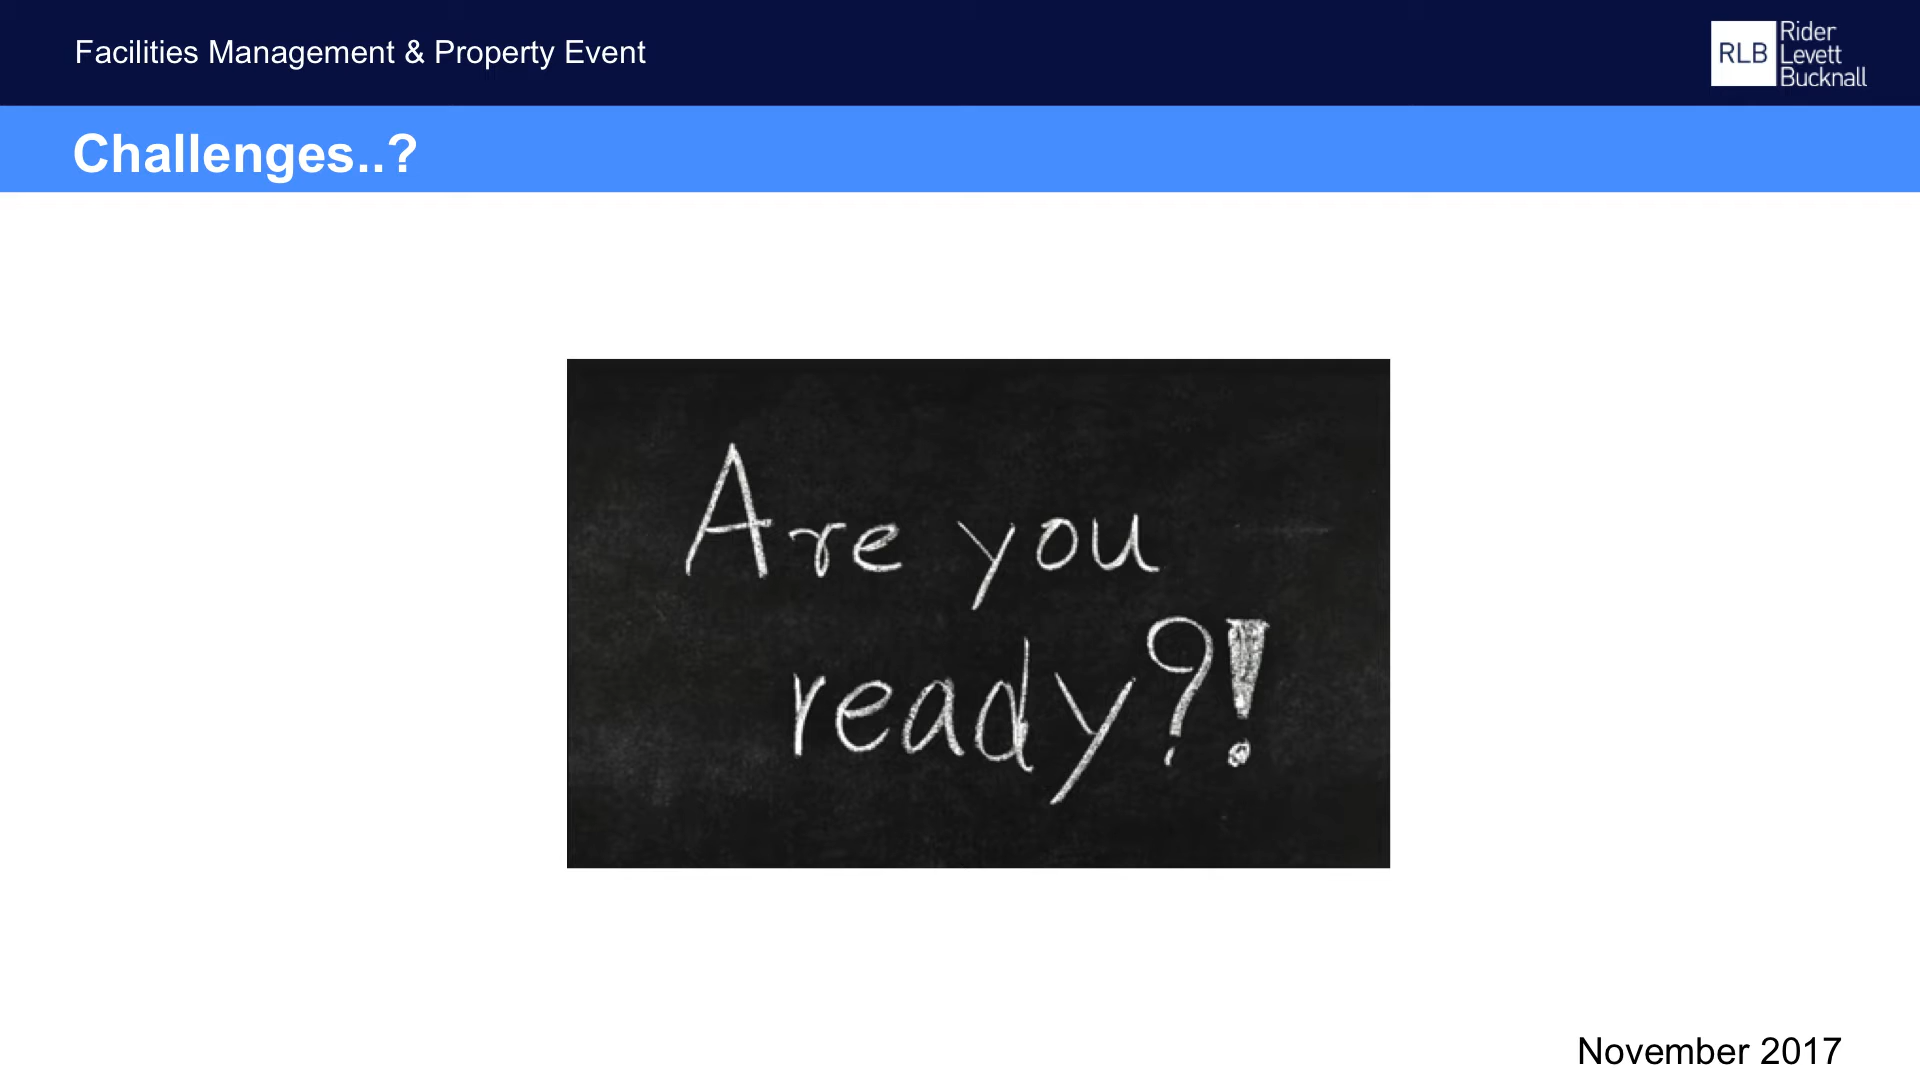 Facilities Management & Property Event
RLB
Rider
Levett
Bucknall
Challenges..?
Are you
ready?!
November 2017